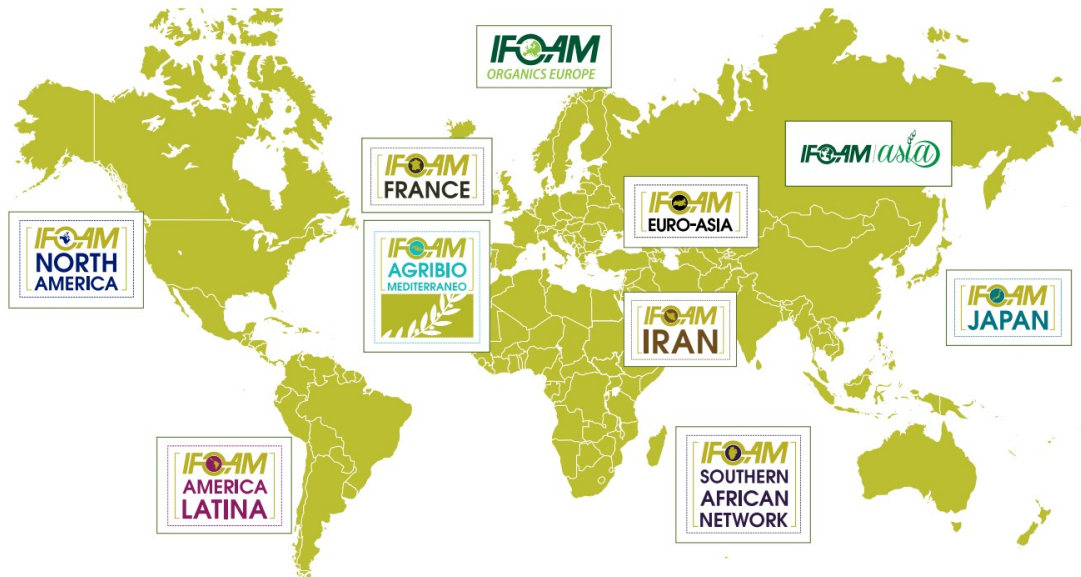 IFOAM
ORGANICS EUROPE
IFOAM asia
IFOAM
FRANCE
IFOAM
EURO-ASIA
IFOAM
NORTH
AMERICA
IFOAM
AGRIBIO
MEDITERRANEO
IFOAM
JAPAN
IFOAM
IRAN
IFOAM
AMERICA
LATINA
IFOAM
SOUTHERN
AFRICAN
NETWORK